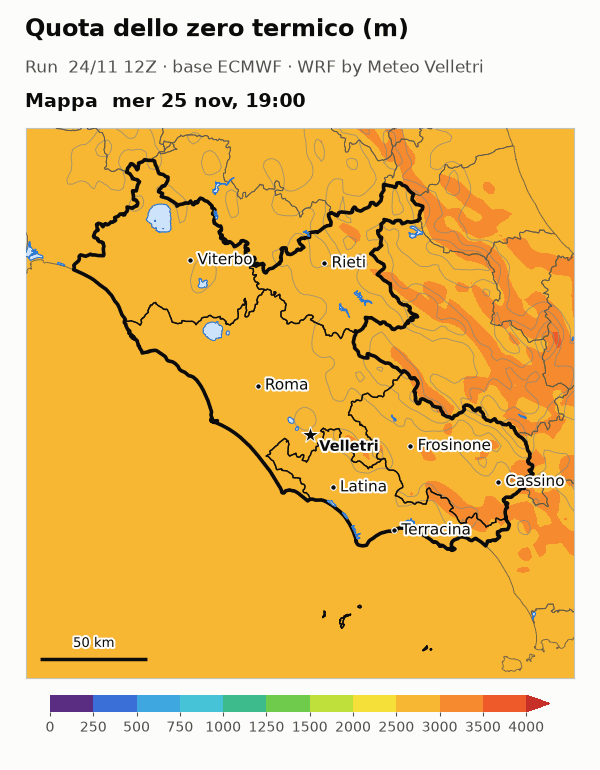 Quota dello zero termico (m)
Run  24/11 12Z · base ECMWF · WRF by Meteo Velletri
Mappa  mer 25 nov, 19:00
Viterbo
Rieti
Roma
Velletri
Frosinone
Cassino
Latina
Terracina
50 km
0 250 500 750 1000 1250 1500 2000 2500 3000 3500 4000